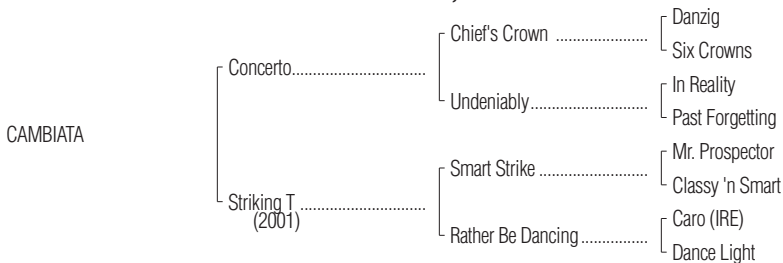 Danzig
Chief's Crown ........................
Six Crowns
Concerto...............................
In Reality
Undeniably..............................
Past Forgetting
CAMBIATA
Mr. Prospector
Smart Strike ............................
Classy 'n Smart
Striking T .............................
(2001)
Caro (IRE)
Rather Be Dancing .................
Dance Light